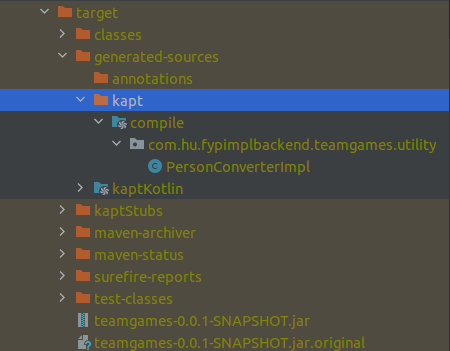 target
classes
generated-sources
annotations
kapt
compile
com.hu.fypimplbackend.teamgames.utility
C PersonConverterImpl
kaptKotlin
kaptStubs
maven-archiver
maven-status
surefire-reports
test-classes
teamgames-0.0.1-SNAPSHOT.jar
teamgames-0.0.1-SNAPSHOT.jar.original